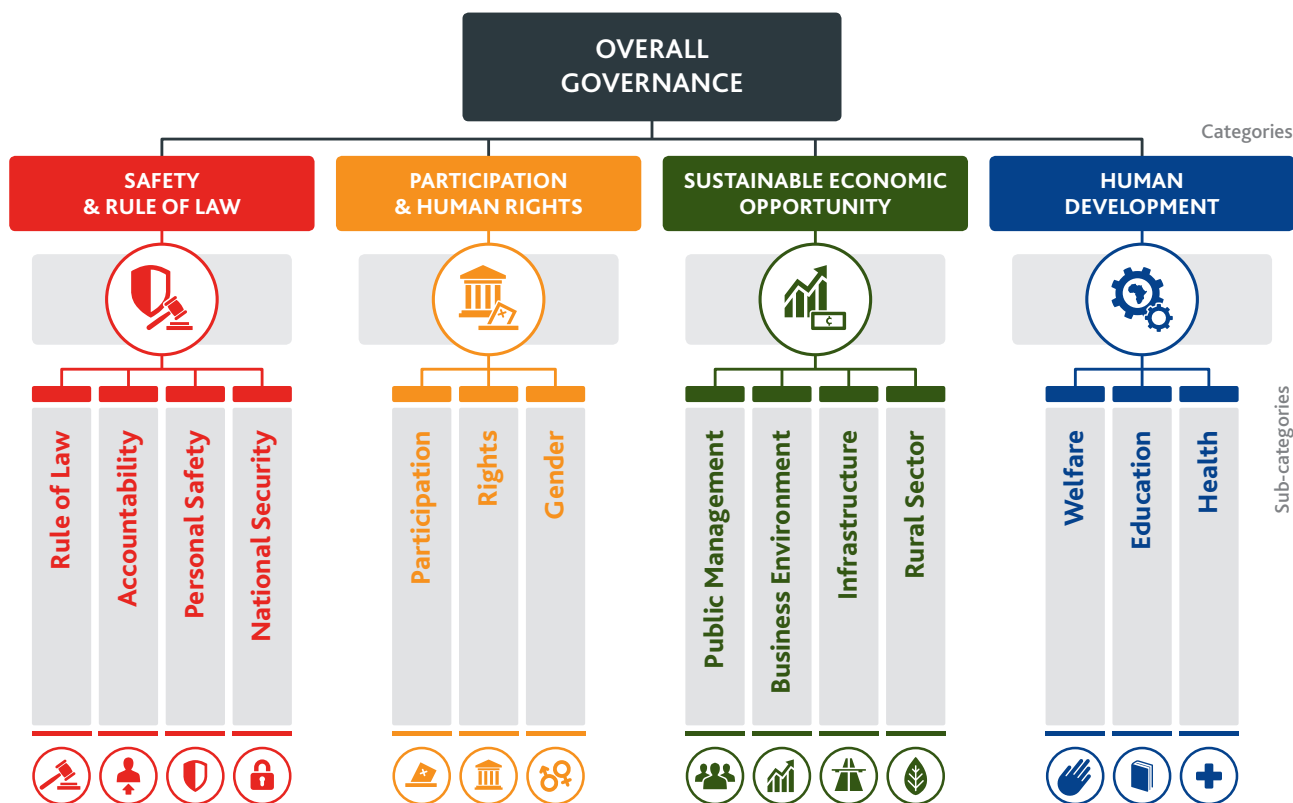 OVERALL
GOVERNANCE
Categories
SAFETY
& RULE OF LAW
PARTICIPATION
& HUMAN RIGHTS
SUSTAINABLE ECONOMIC
OPPORTUNITY
HUMAN
DEVELOPMENT
¢
Rule of Law
Accountability
Personal Safety
National Security
Participation
Rights
Gender
Public Management
Business Environment
Infrastructure
Rural Sector
Welfare
Education
Health
Sub-categories